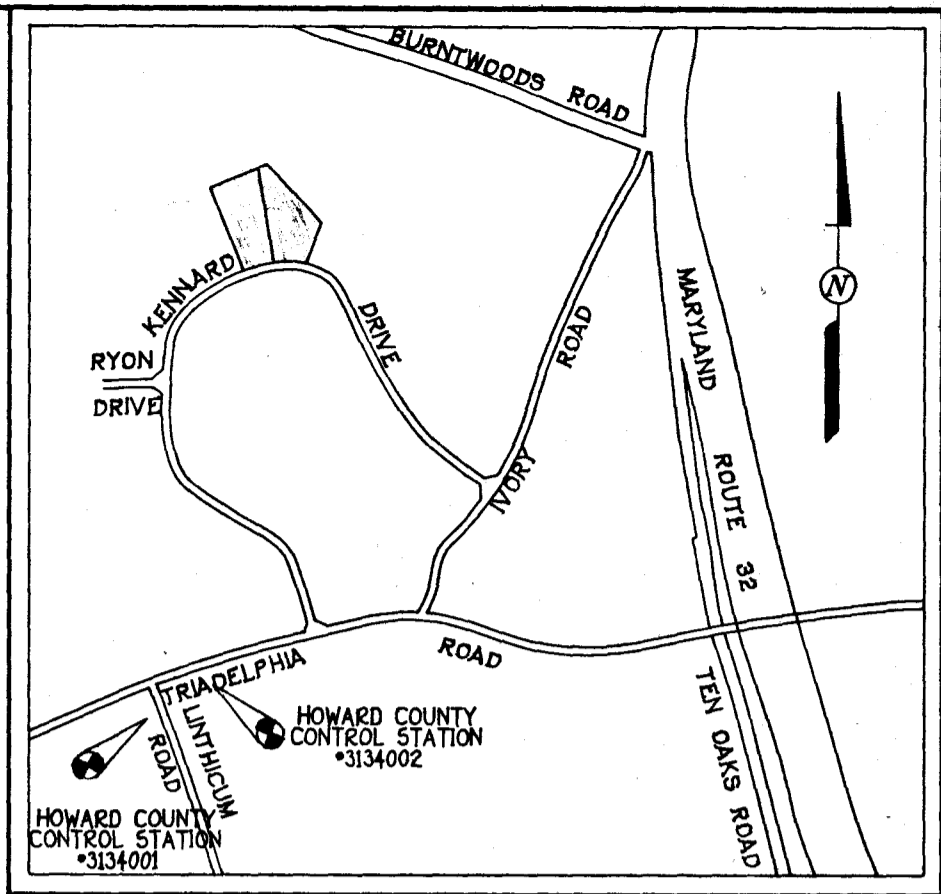 BURNTWOODS ROAD
KENNARD
DRIVE
RYON
DRIVE
IVORY
ROAD
MARYLAND ROUTE 32
N
TRIADELPHIA
ROAD
LINTHICUM
ROAD
TEN OAKS ROAD
HOWARD COUNTY
CONTROL STATION
•3134002
HOWARD COUNTY
CONTROL STATION
•3134001